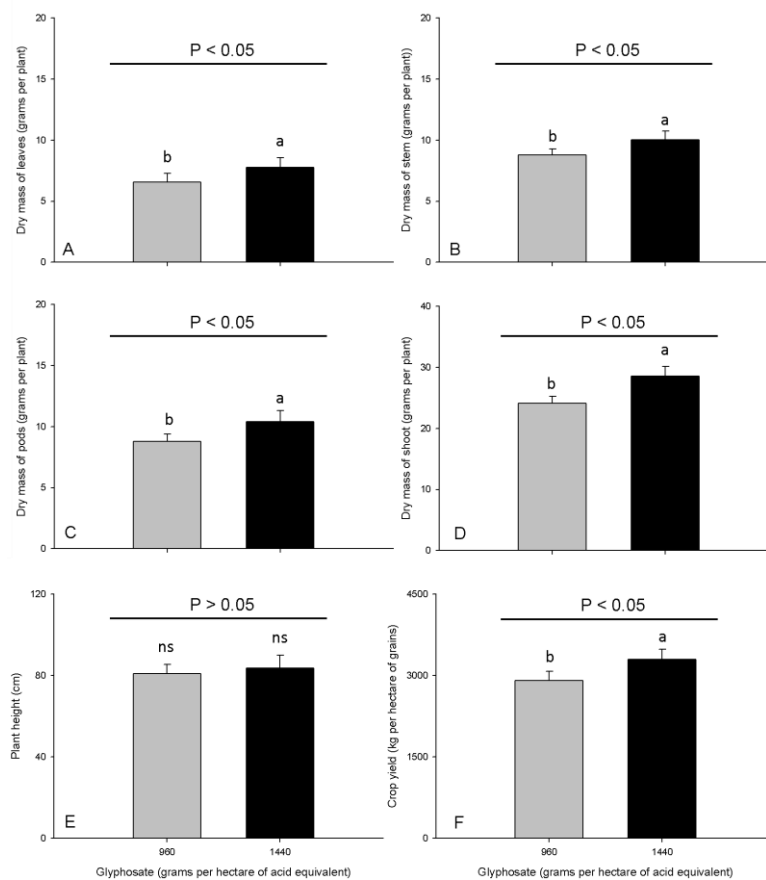 20
15
10
5
0
Dry mass of leaves (grams per plant)
P < 0.05
b
a
A
20
15
10
5
0
Dry mass of stem (grams per plant))
P < 0.05
b
a
B
20
15
10
5
0
Dry mass of pods (grams per plant)
P < 0.05
b
a
C
40
30
20
10
0
Dry mass of shoot (grams per plant)
P < 0.05
b
a
D
120
80
40
0
Plant height (cm)
P > 0.05
ns
ns
E
960
1440
Glyphosate (grams per hectare of acid equivalent)
4500
3000
1500
0
Crop yield (kg per hectare of grains)
P < 0.05
b
a
F
960
1440
Glyphosate (grams per hectare of acid equivalent)